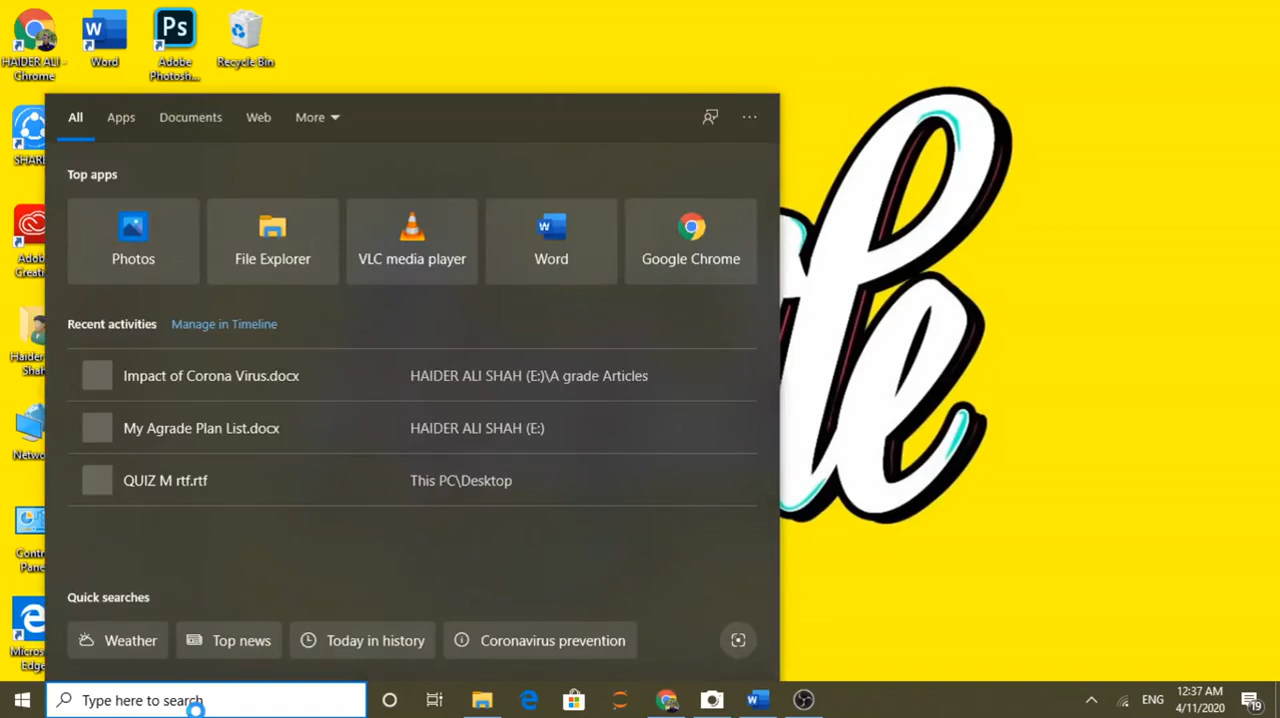 HAIDER ALI - Chrome
Word
Adobe Photosh...
Recycle Bin
Ps
All
Apps
Documents
Web
More
Top apps
Photos
File Explorer
VLC media player
Word
Google Chrome
Recent activities
Manage in Timeline
Impact of Corona Virus.docx
HAIDER ALI SHAH (E:)\A grade Articles
My Agrade Plan List.docx
HAIDER ALI SHAH (E:)
QUIZ M rtf.rtf
This PC\Desktop
Quick searches
Weather
Top news
Today in history
Coronavirus prevention
Type here to search
ENG
12:37 AM
4/11/2020
19